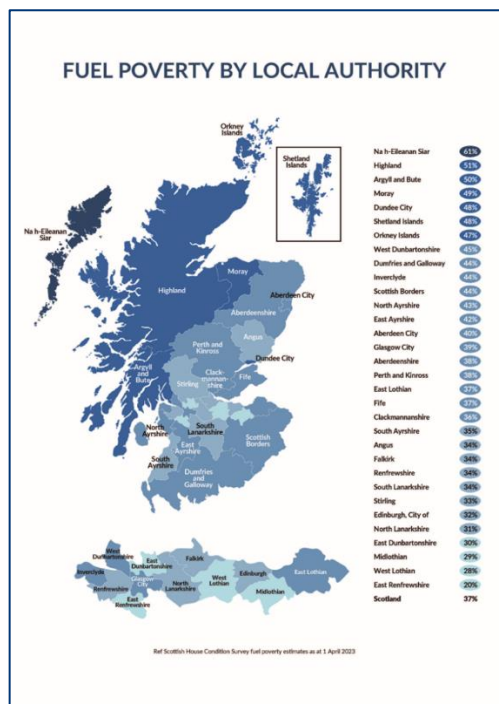 FUEL POVERTY BY LOCAL AUTHORITY
Orkney
Islands
Shetland
Islands
Na h-Eileanan
Siar
Highland
Moray
Aberdeen City
Aberdeenshire
Perth and
Kinross
Angus
Dundee City
Argyll
and
Bute
Clack-
mannan-
shire
Stirling
Fife
North
Ayrshire
South
Lanarkshire
East
Ayrshire
Scottish
Borders
South
Ayrshire
Dumfries
and
Galloway
Na h-Eileanan Siar 61%
Highland 51%
Argyll and Bute 50%
Moray 49%
Dundee City 48%
Shetland Islands 48%
Orkney Islands 47%
West Dunbartonshire 45%
Dumfries and Galloway 44%
Inverclyde 44%
Scottish Borders 44%
North Ayrshire 43%
East Ayrshire 42%
Aberdeen City 40%
Glasgow City 39%
Aberdeenshire 38%
Perth and Kinross 38%
East Lothian 37%
Fife 37%
Clackmannanshire 36%
South Ayrshire 35%
Angus 34%
Falkirk 34%
Renfrewshire 34%
South Lanarkshire 34%
Stirling 33%
Edinburgh, City of 32%
North Lanarkshire 31%
East Dunbartonshire 30%
Midlothian 29%
West Lothian 28%
East Renfrewshire 20%
Scotland 37%
West
Dunbartonshire
East
Dunbartonshire
Falkirk
Inverclyde
Glasgow
City
Renfrewshire
East
Renfrewshire
North
Lanarkshire
West
Lothian
Edinburgh
Midlothian
East Lothian
Ref Scottish House Condition Survey fuel poverty estimates as at 1 April 2023